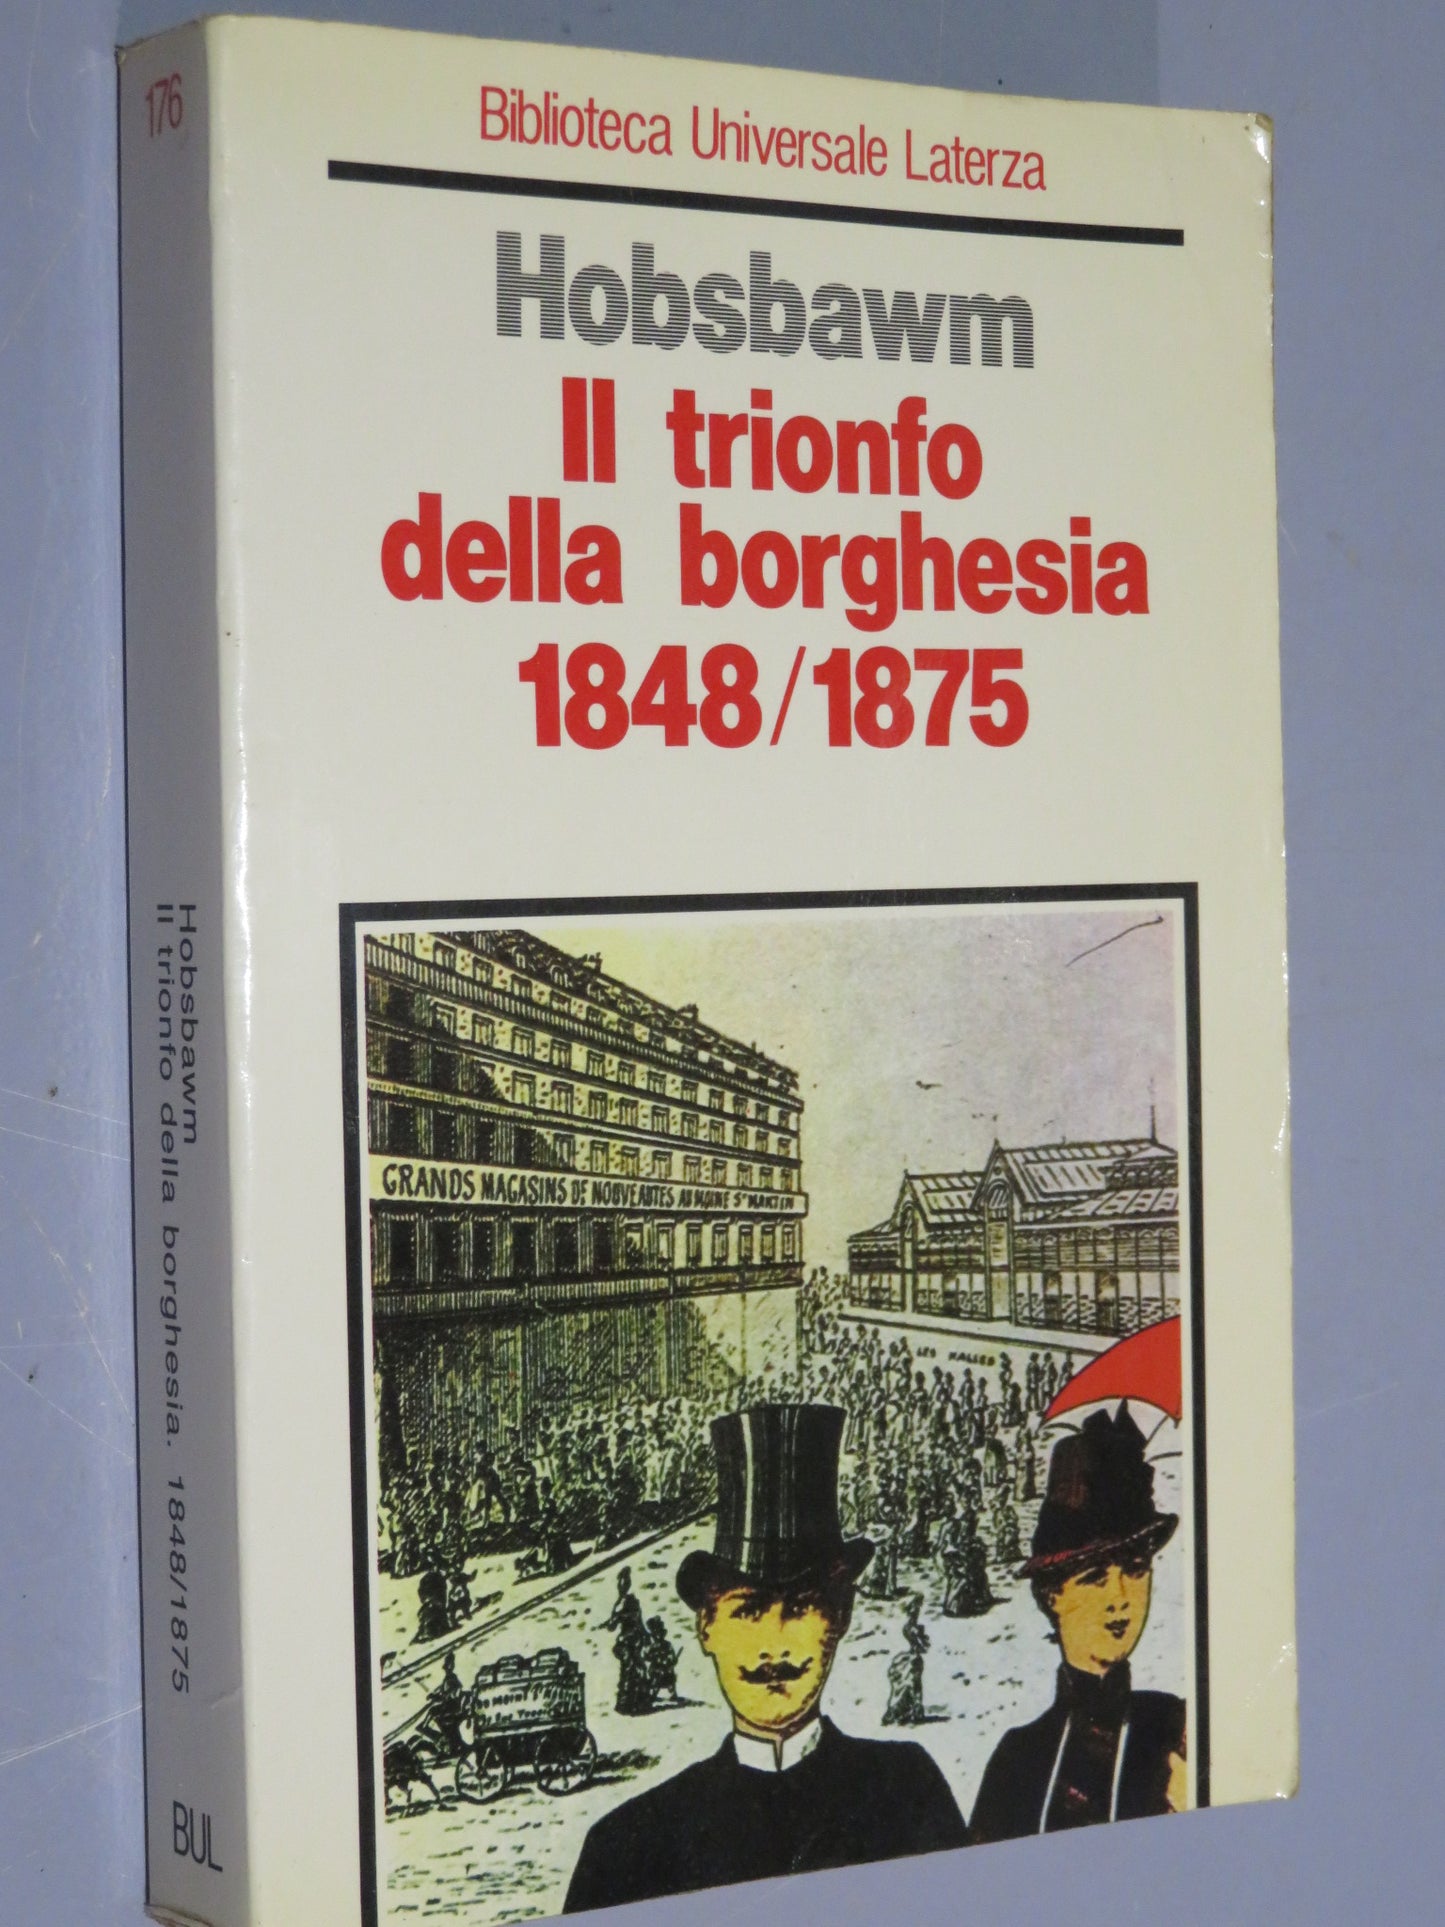 Biblioteca Universale Laterza
Hobsbawm
Il trionfo
della borghesia
1848/1875
GRANDS MAGASINS DE NOUVEAUTES AU MOINE ST MARTIN
LES HALLES
176
Hobsbawm
Il trionfo della borghesia. 1848/1875
BUL